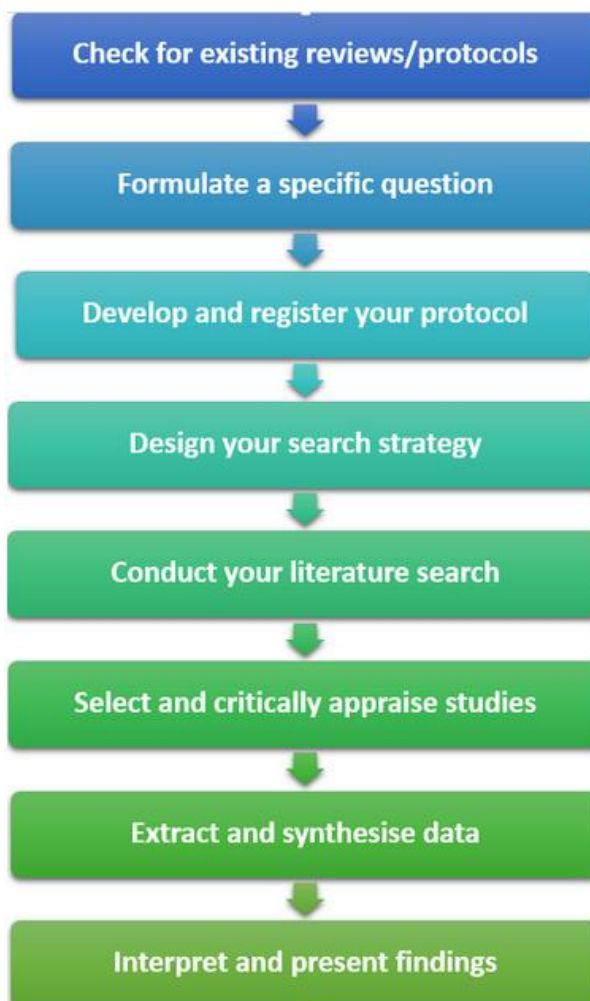 Check for existing reviews/protocols
Formulate a specific question
Develop and register your protocol
Design your search strategy
Conduct your literature search
Select and critically appraise studies
Extract and synthesise data
Interpret and present findings